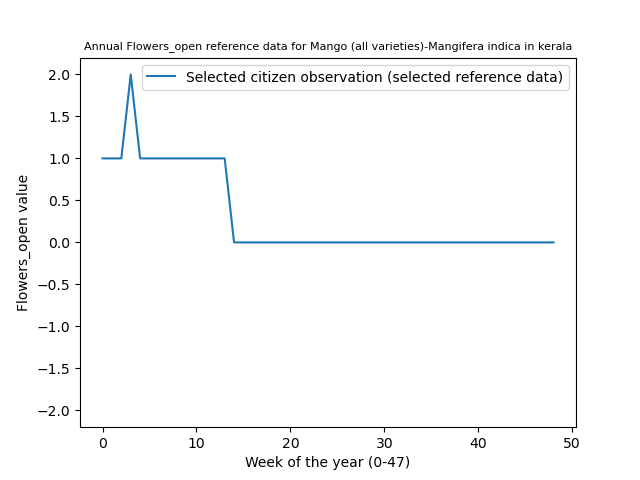 Annual Flowers_open reference data for Mango (all varieties)-Mangifera indica in kerala
Selected citizen observation (selected reference data)
2.0
1.5
1.0
0.5
0.0
−0.5
−1.0
−1.5
−2.0
Flowers_open value
0 10 20 30 40 50
Week of the year (0-47)